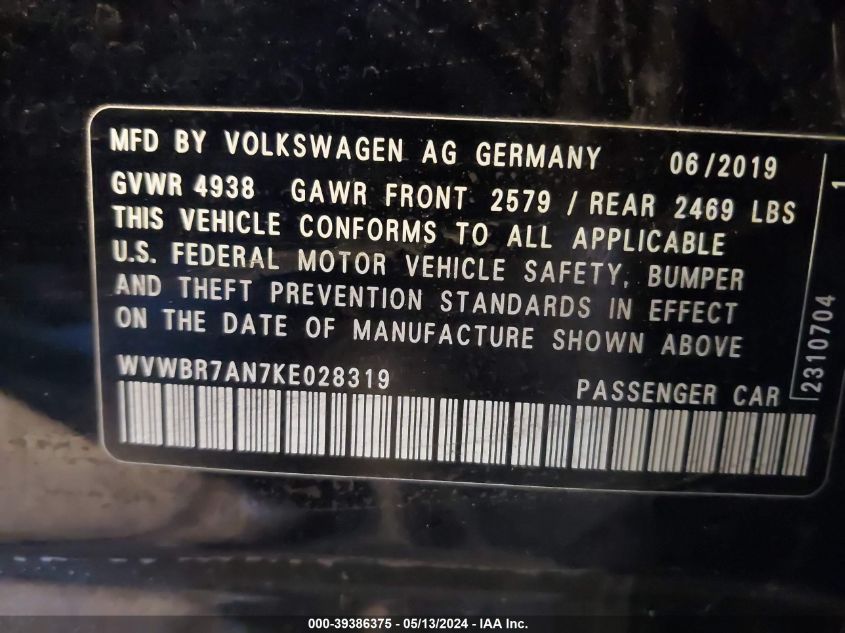 MFD BY VOLKSWAGEN AG GERMANY 06/2019
GVWR 4938 GAWR FRONT 2579 / REAR 2469 LBS
THIS VEHICLE CONFORMS TO ALL APPLICABLE
U.S. FEDERAL MOTOR VEHICLE SAFETY, BUMPER
AND THEFT PREVENTION STANDARDS IN EFFECT
ON THE DATE OF MANUFACTURE SHOWN ABOVE
WVWBR7AN7KE028319 PASSENGER CAR
2310704 1
000-39386375 - 05/13/2024 - IAA Inc.